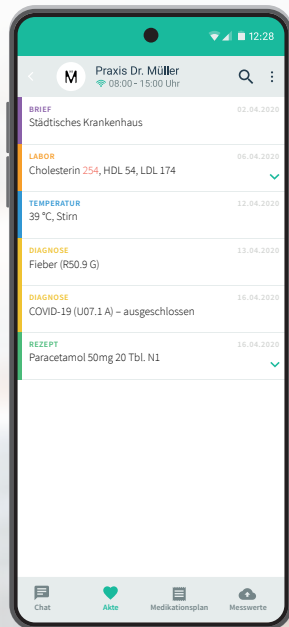 12:28
M
Praxis Dr. Müller
08:00 - 15:00 Uhr
BRIEF 02.04.2020
Städtisches Krankenhaus
LABOR 06.04.2020
Cholesterin 254, HDL 54, LDL 174
TEMPERATUR 12.04.2020
39 °C, Stirn
DIAGNOSE 13.04.2020
Fieber (R50.9 G)
DIAGNOSE 16.04.2020
COVID-19 (U07.1 A) – ausgeschlossen
REZEPT 16.04.2020
Paracetamol 50mg 20 Tbl. N1
Chat Akte Medikationsplan Messwerte